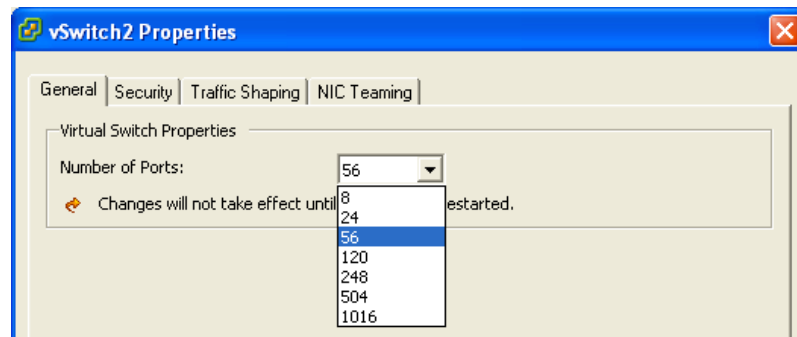 vSwitch2 Properties
General Security Traffic Shaping NIC Teaming
Virtual Switch Properties
Number of Ports: 56
Changes will not take effect until estarted.
8
24
56
120
248
504
1016